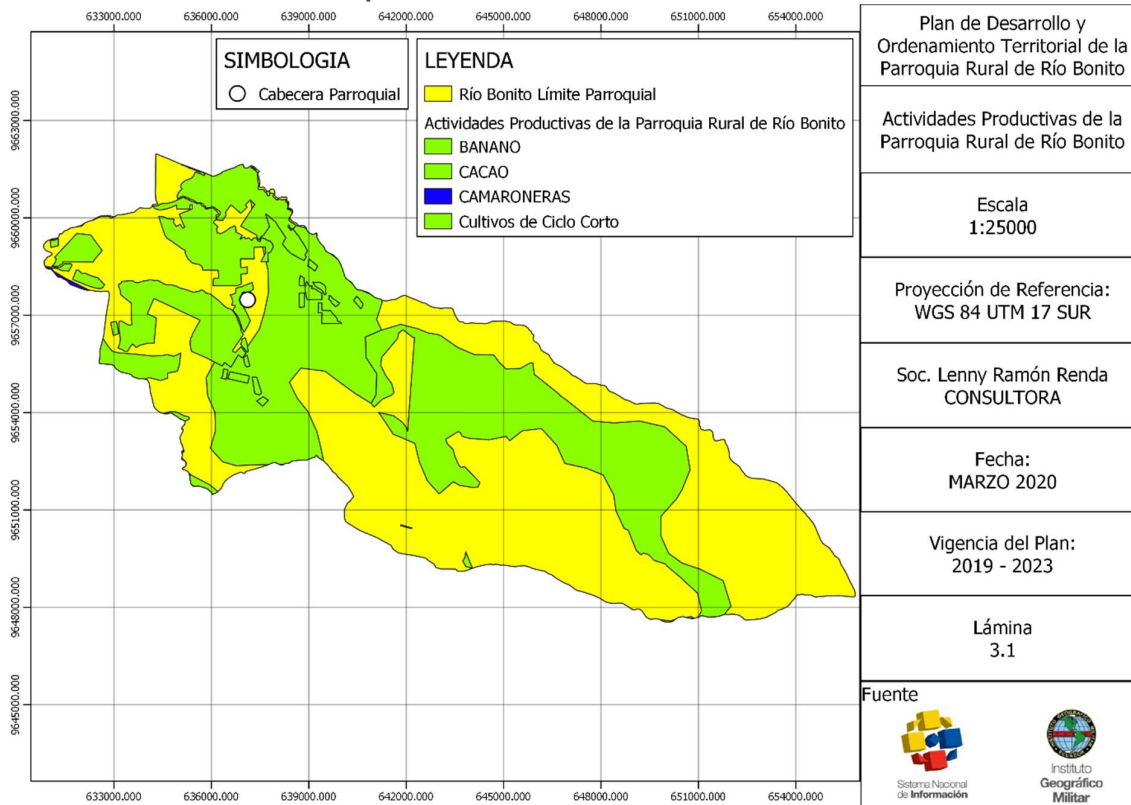 633000.000 636000.000 639000.000 642000.000 645000.000 648000.000 651000.000 654000.000
SIMBOLOGIA
Cabecera Parroquial
LEYENDA
Río Bonito Límite Parroquial
Actividades Productivas de la Parroquia Rural de Río Bonito
BANANO
CACAO
CAMARONERAS
Cultivos de Ciclo Corto
9663000.000
9660000.000
9657000.000
9654000.000
9651000.000
9648000.000
9645000.000
633000.000 636000.000 639000.000 642000.000 645000.000 648000.000 651000.000 654000.000
Plan de Desarrollo y
Ordenamiento Territorial de la
Parroquia Rural de Río Bonito
Actividades Productivas de la
Parroquia Rural de Río Bonito
Escala
1:25000
Proyección de Referencia:
WGS 84 UTM 17 SUR
Soc. Lenny Ramón Renda
CONSULTORA
Fecha:
MARZO 2020
Vigencia del Plan:
2019 - 2023
Lámina
3.1
Fuente
Sistema Nacional
de Información
Instituto
Geográfico
Militar